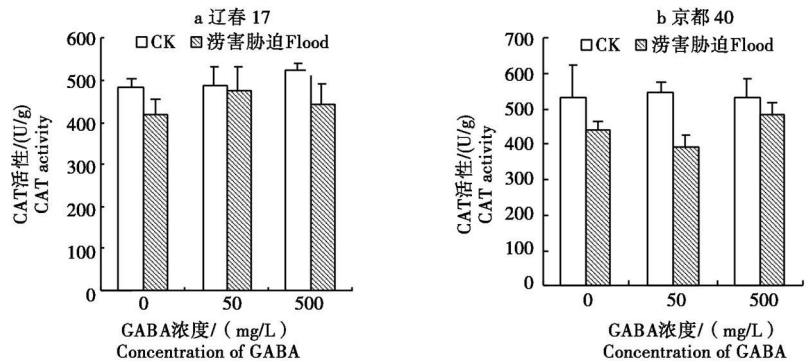 a 辽春 17
CK 涝害胁迫Flood
600
500
400
300
200
100
0
CAT活性/(U/g)
CAT activity
0 50 500
GABA浓度/（mg/L）
Concentration of GABA
b 京都 40
CK 涝害胁迫Flood
700
600
500
400
300
200
100
0
CAT活性/(U/g)
CAT activity
0 50 500
GABA浓度/（mg/L）
Concentration of GABA